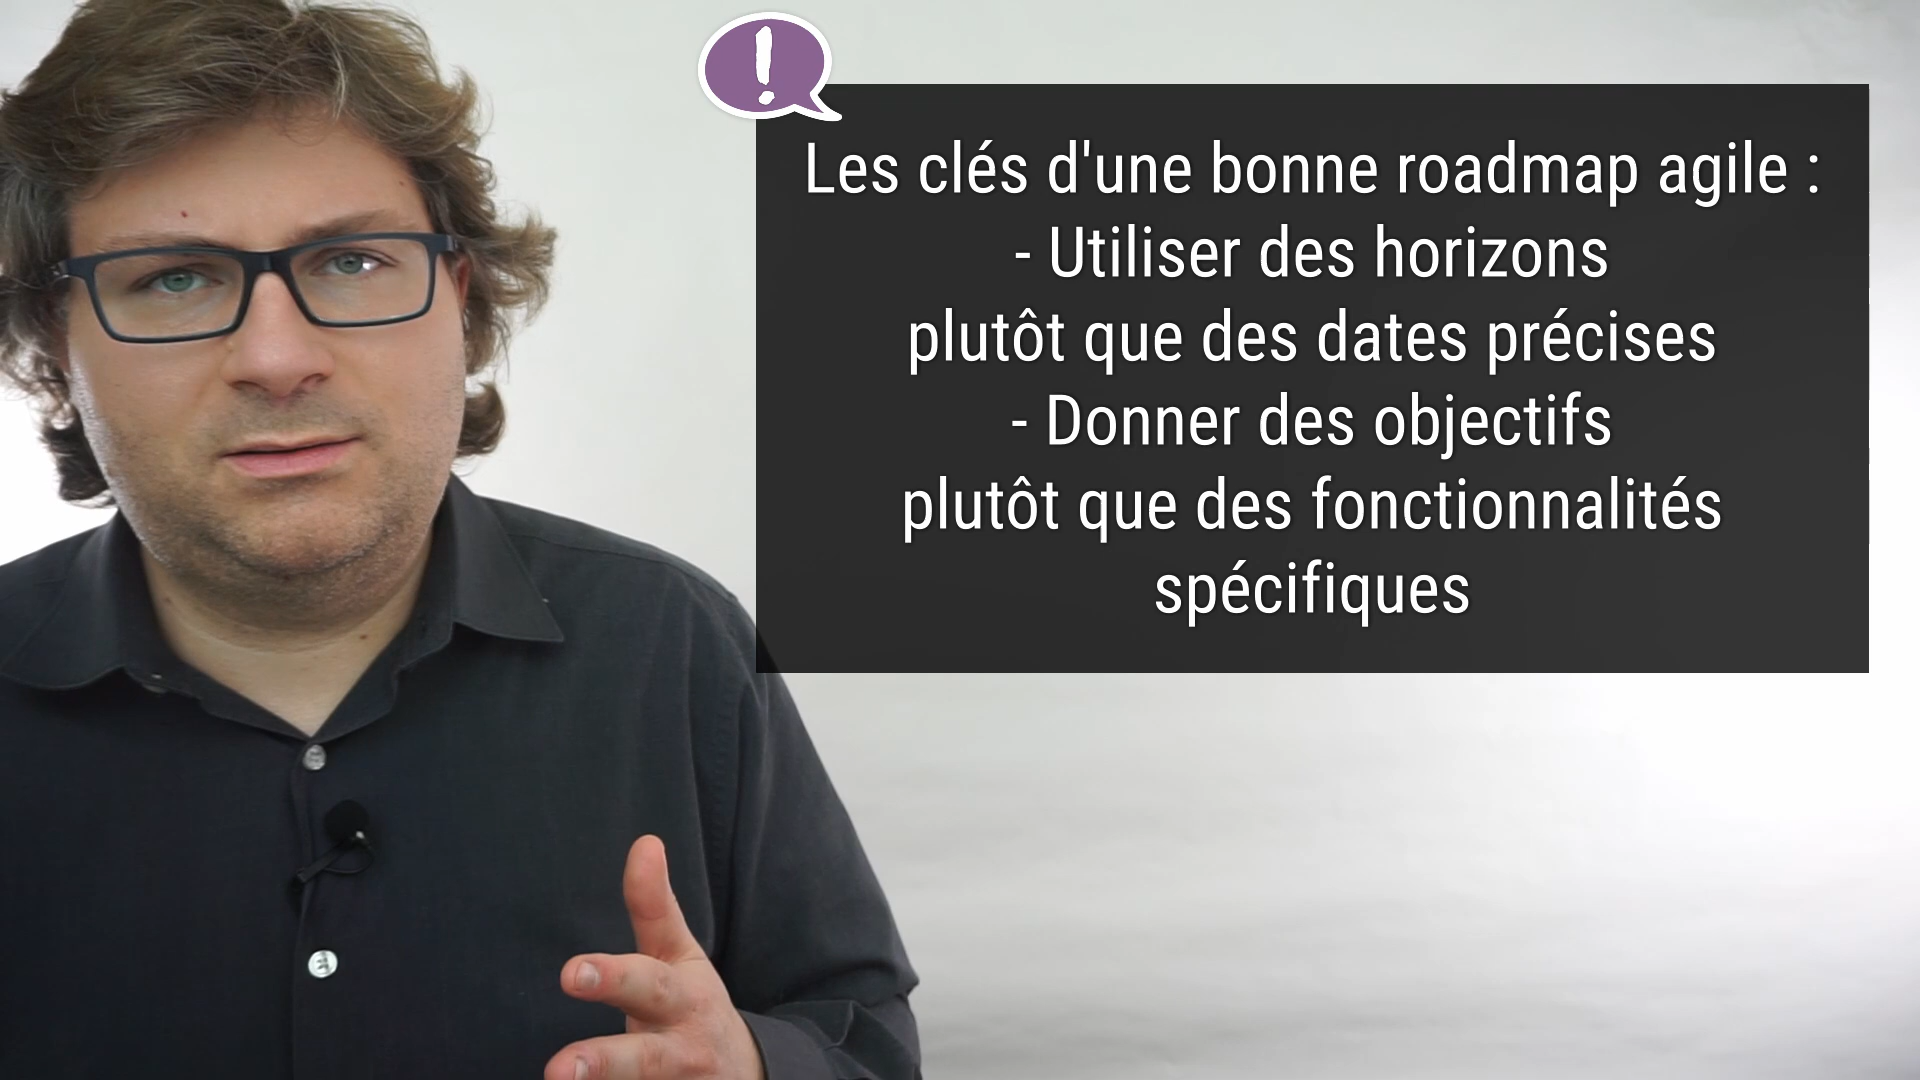 Les clés d'une bonne roadmap agile :
- Utiliser des horizons
plutôt que des dates précises
- Donner des objectifs
plutôt que des fonctionnalités
spécifiques